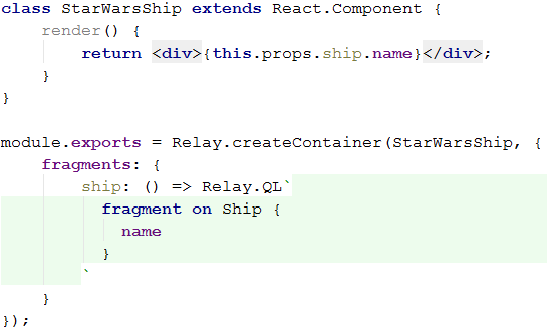 class StarWarsShip extends React.Component {
    render() {
        return <div>{this.props.ship.name}</div>;
    }
}

module.exports = Relay.createContainer(StarWarsShip, {
    fragments: {
        ship: () => Relay.QL`
          fragment on Ship {
            name
          }
        `
    }
});